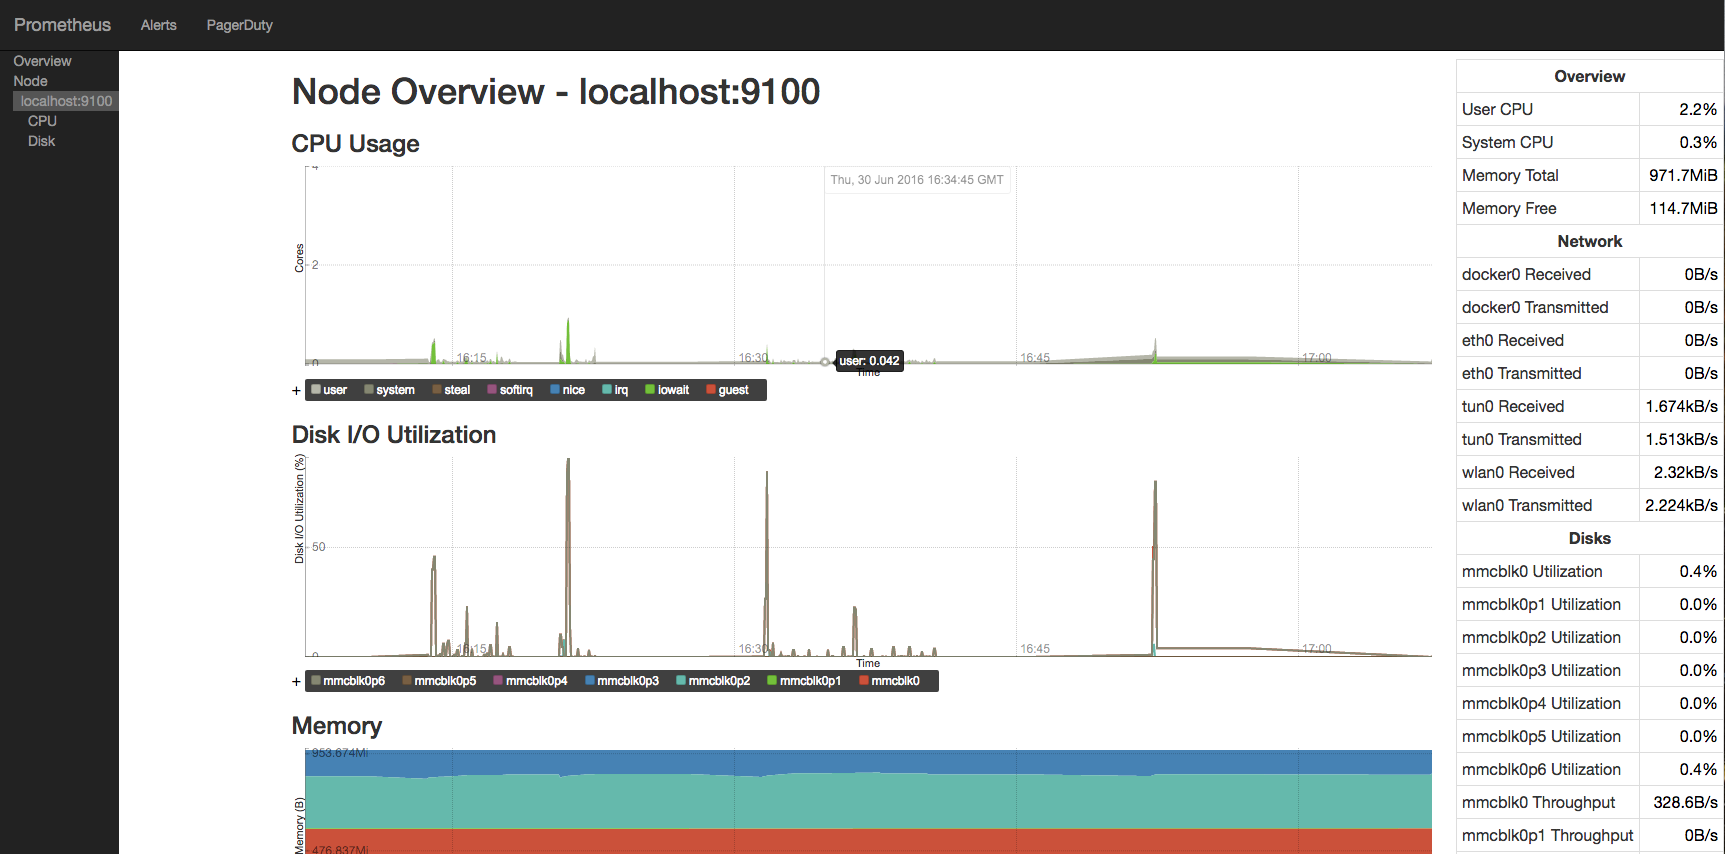 Prometheus Alerts PagerDuty
Overview
Node
localhost:9100
CPU
Disk
Node Overview - localhost:9100
CPU Usage
4
Thu, 30 Jun 2016 16:34:45 GMT
Cores
2
0
16:15 16:30 16:45 17:00
user: 0.042
Time
+ user system steal softirq nice irq iowait guest
Disk I/O Utilization
Disk I/O Utilization (%)
50
0
16:15 16:30 16:45 17:00
Time
+ mmcblk0p6 mmcblk0p5 mmcblk0p4 mmcblk0p3 mmcblk0p2 mmcblk0p1 mmcblk0
Memory
953.674Mi
Memory (B)
476.837Mi
Overview
User CPU 2.2%
System CPU 0.3%
Memory Total 971.7MiB
Memory Free 114.7MiB
Network
docker0 Received 0B/s
docker0 Transmitted 0B/s
eth0 Received 0B/s
eth0 Transmitted 0B/s
tun0 Received 1.674kB/s
tun0 Transmitted 1.513kB/s
wlan0 Received 2.32kB/s
wlan0 Transmitted 2.224kB/s
Disks
mmcblk0 Utilization 0.4%
mmcblk0p1 Utilization 0.0%
mmcblk0p2 Utilization 0.0%
mmcblk0p3 Utilization 0.0%
mmcblk0p4 Utilization 0.0%
mmcblk0p5 Utilization 0.0%
mmcblk0p6 Utilization 0.4%
mmcblk0 Throughput 328.6B/s
mmcblk0p1 Throughput 0B/s